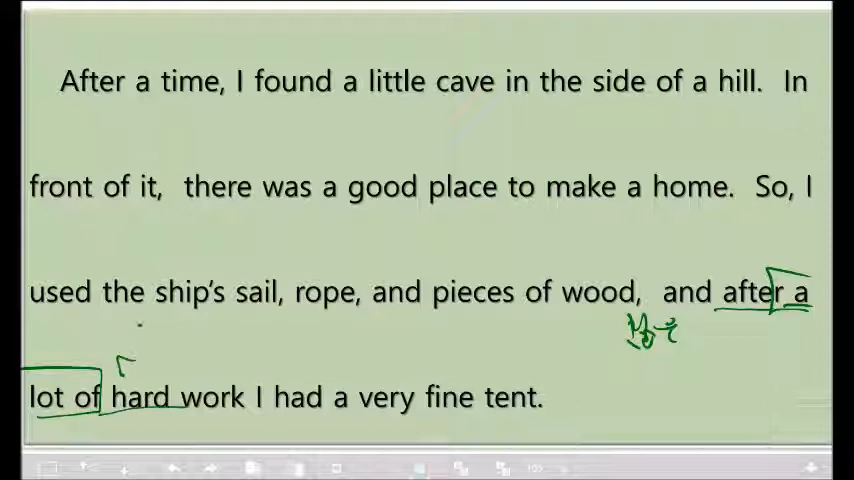 After a time, I found a little cave in the side of a hill. In
front of it, there was a good place to make a home. So, I
used the ship's sail, rope, and pieces of wood, and after a
lot of hard work I had a very fine tent.